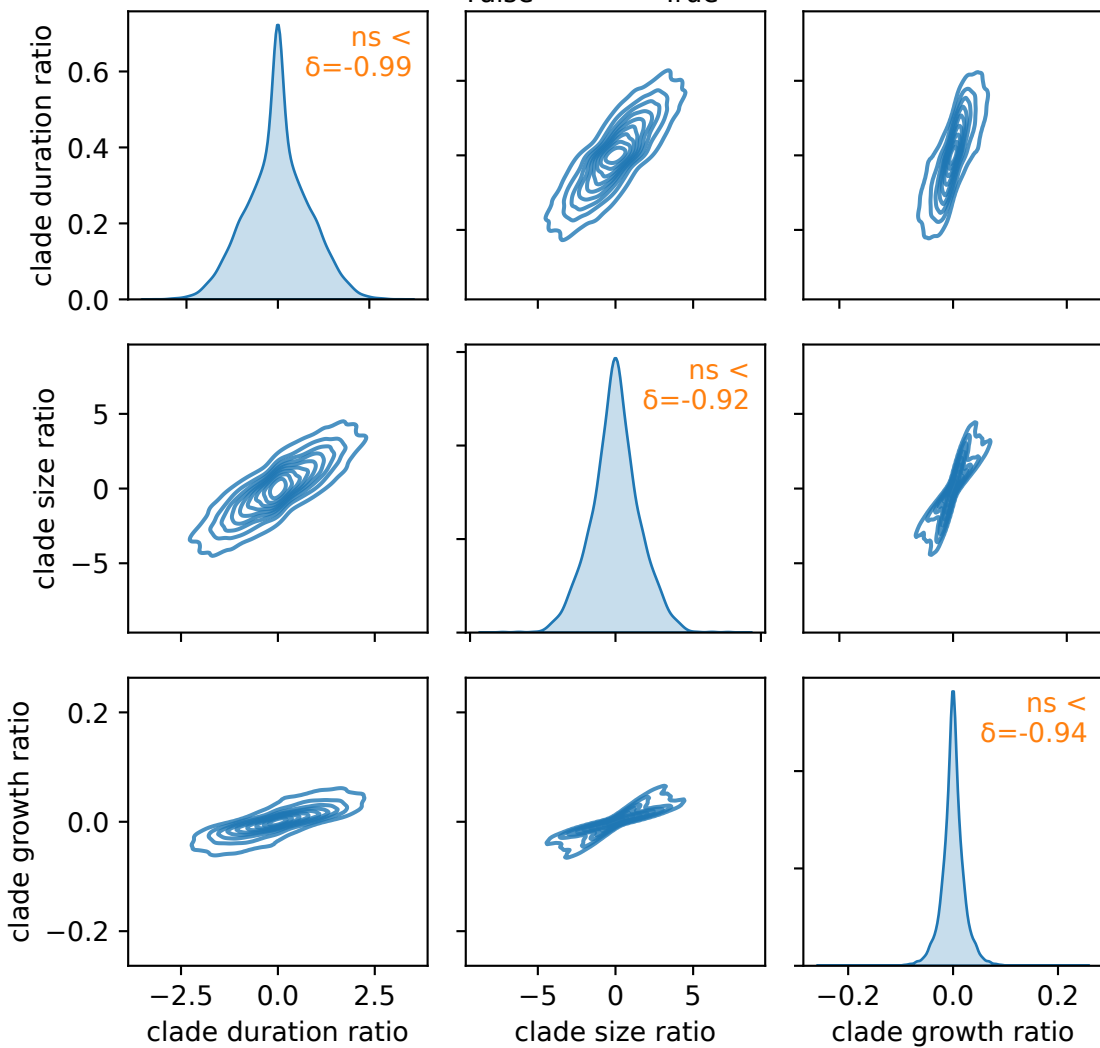 clade duration ratio
0.6
0.4
0.2
0.0
ns <
δ=-0.99
clade size ratio
5
0
−5
ns <
δ=-0.92
clade growth ratio
0.2
0.0
−0.2
ns <
δ=-0.94
−2.5 0.0 2.5
−5 0 5
−0.2 0.0 0.2
clade duration ratio
clade size ratio
clade growth ratio